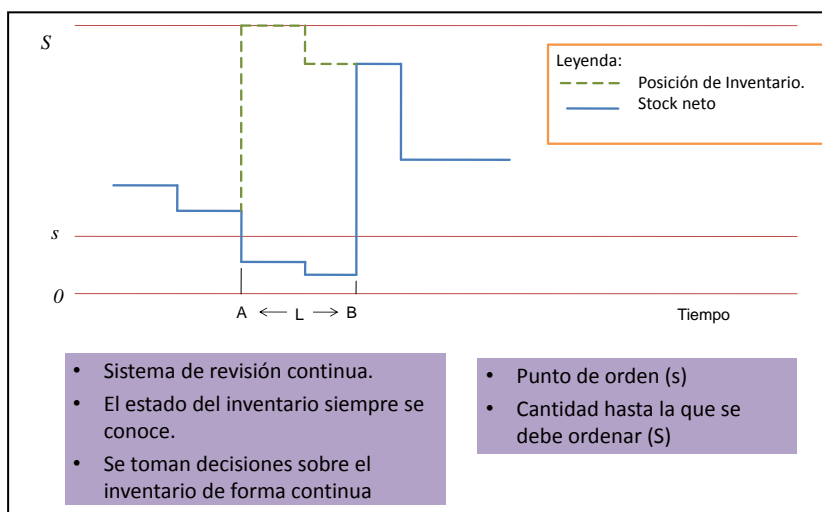 S
Leyenda:
Posición de Inventario.
Stock neto
s
0
A
L
B
Tiempo
• Sistema de revisión continua.
• El estado del inventario siempre se
conoce.
• Se toman decisiones sobre el
inventario de forma continua
• Punto de orden (s)
• Cantidad hasta la que se
debe ordenar (S)